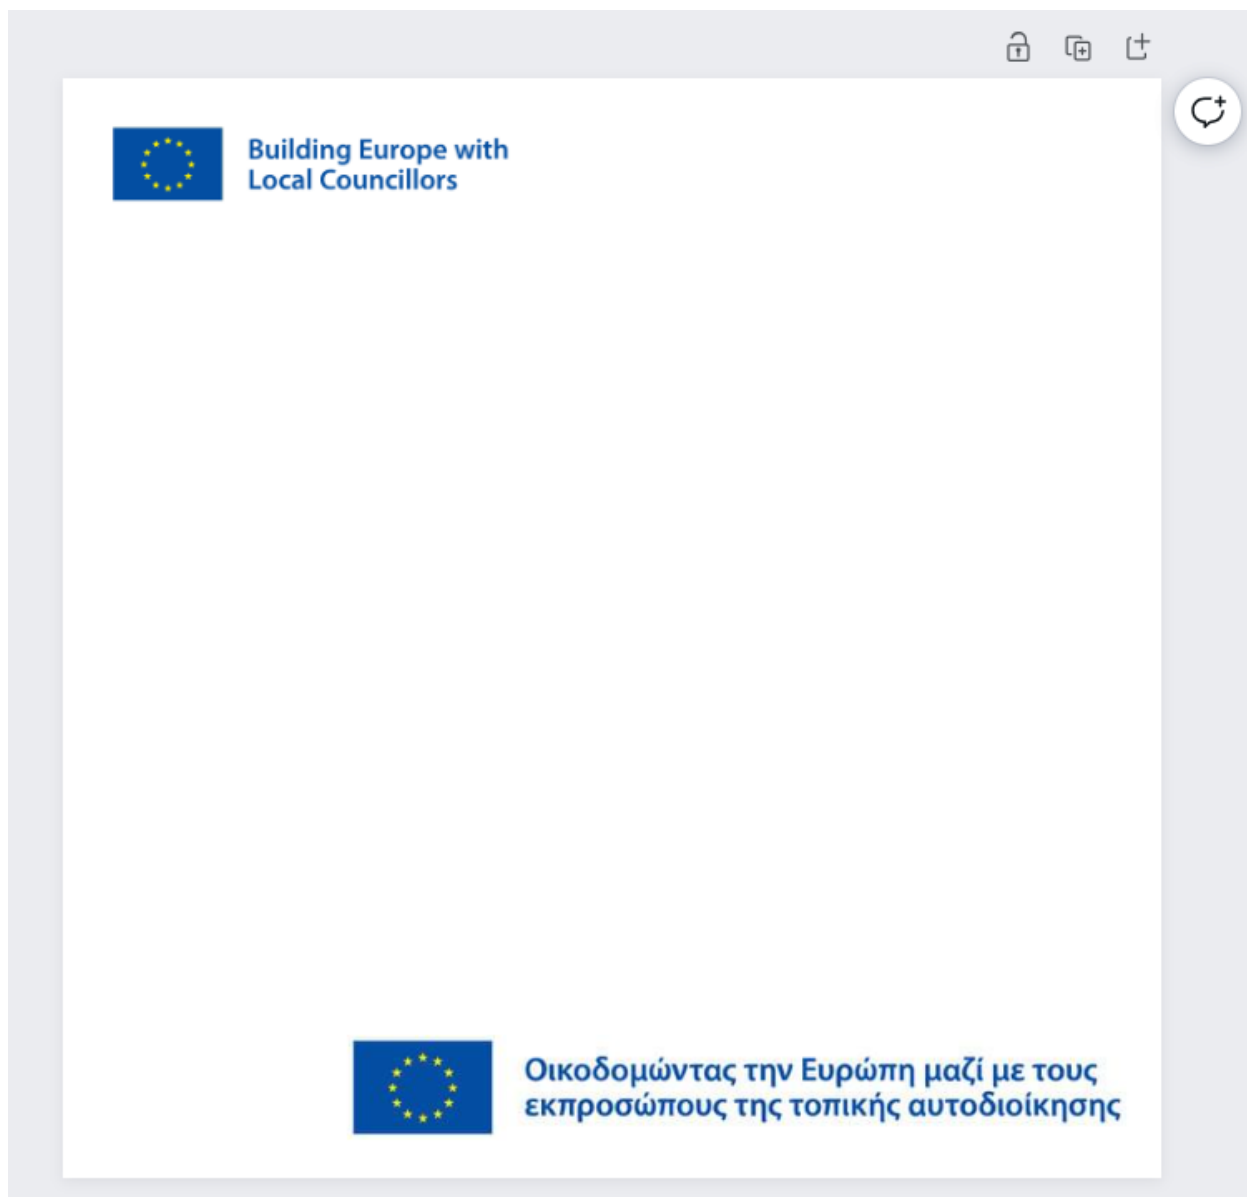 Building Europe with
Local Councillors
Οικοδομώντας την Ευρώπη μαζί με τους
εκπροσώπους της τοπικής αυτοδιοίκησης